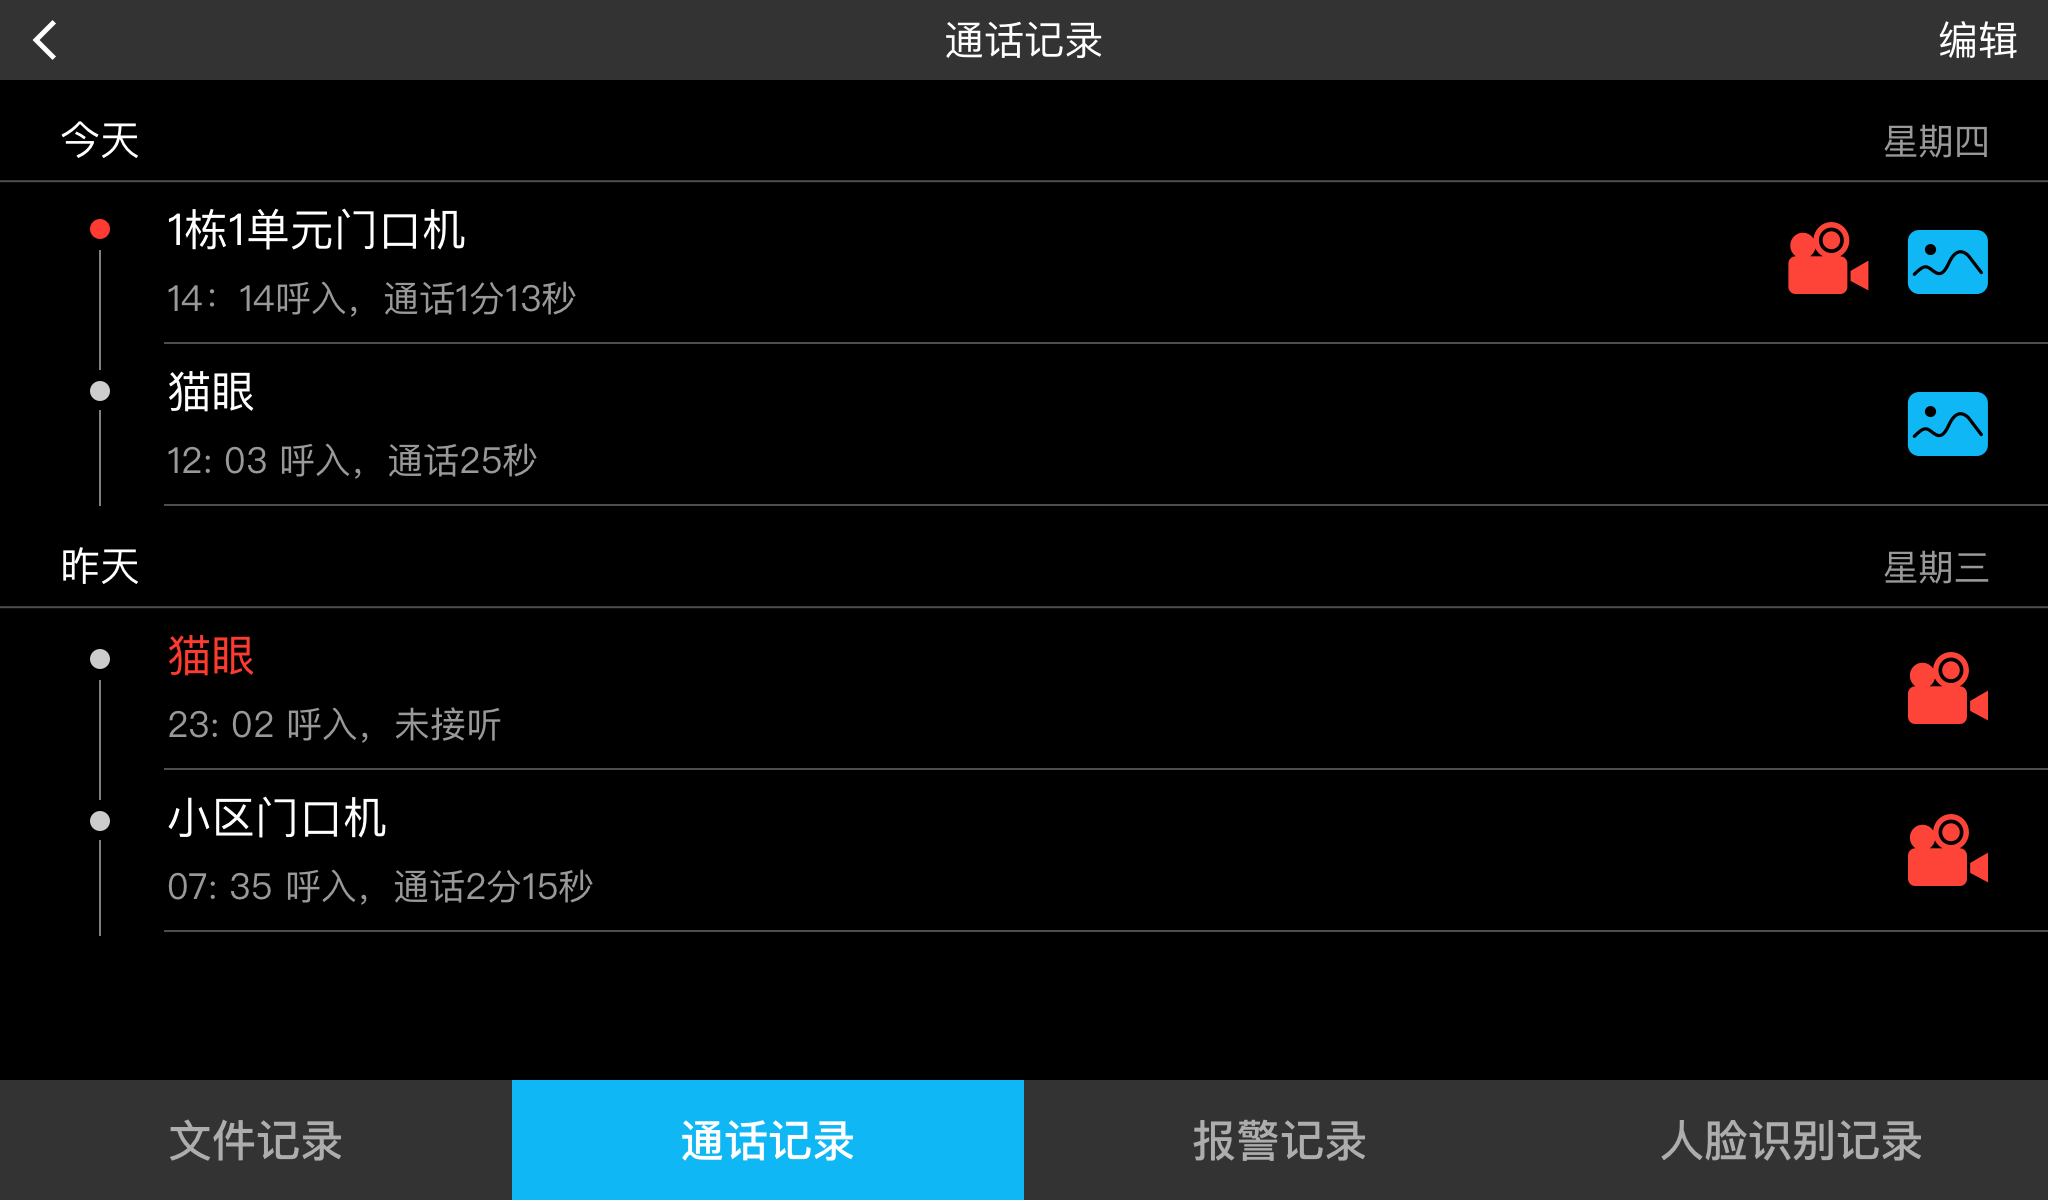 通话记录
编辑
今天
星期四
1栋1单元门口机
14：14呼入，通话1分13秒
猫眼
12: 03 呼入，通话25秒
昨天
星期三
猫眼
23: 02 呼入，未接听
小区门口机
07: 35 呼入，通话2分15秒
文件记录
通话记录
报警记录
人脸识别记录